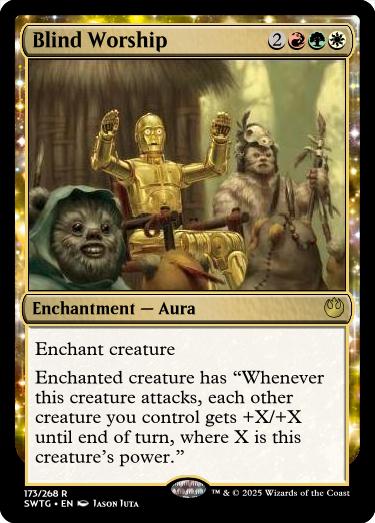 Blind Worship 2
Enchantment — Aura
Enchant creature
Enchanted creature has “Whenever
this creature attacks, each other
creature you control gets +X/+X
until end of turn, where X is this
creature's power.”
173/268 R
SWTG • EN Jason Juta
™ & © 2025 Wizards of the Coast